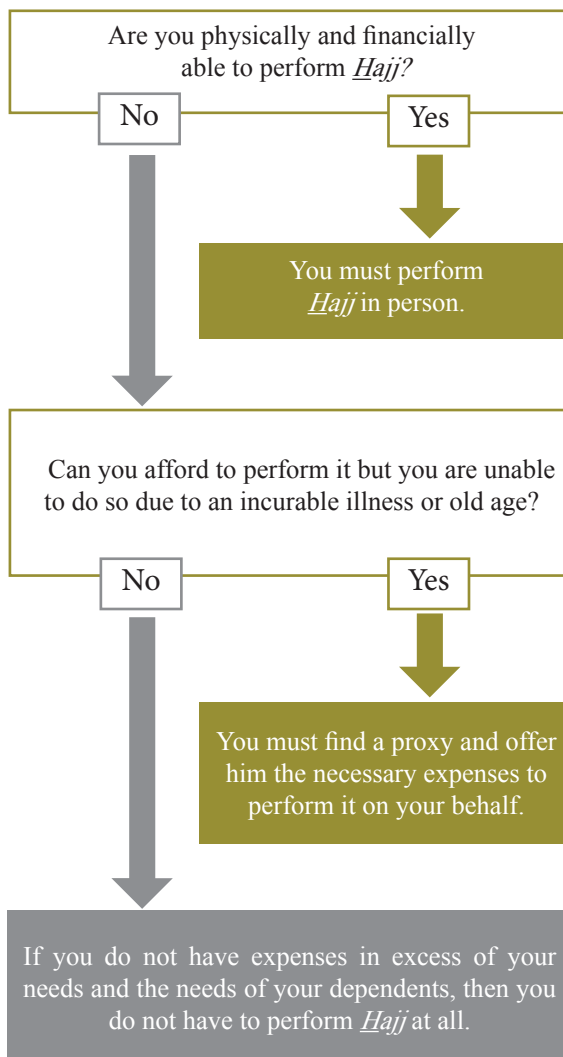 Are you physically and financially
able to perform Hajj?
No
Yes
You must perform
Hajj in person.
Can you afford to perform it but you are unable
to do so due to an incurable illness or old age?
No
Yes
You must find a proxy and offer
him the necessary expenses to
perform it on your behalf.
If you do not have expenses in excess of your
needs and the needs of your dependents, then you
do not have to perform Hajj at all.